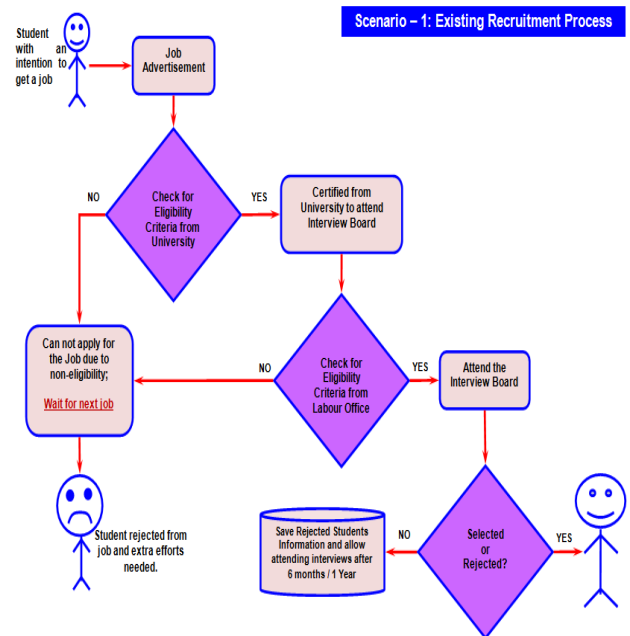 Scenario – 1: Existing Recruitment Process
Student
with an
intention to
get a job
Job
Advertisement
NO
Check for
Eligibility
Criteria from
University
YES
Certified from
University to attend
Interview Board
Can not apply for
the Job due to
non-eligibility;
Wait for next job
NO
Check for
Eligibility
Criteria from
Labour Office
YES
Attend the
Interview Board
Student rejected from
job and extra efforts
needed.
Save Rejected Students
Information and allow
attending interviews after
6 months / 1 Year
NO
Selected
or
Rejected?
YES